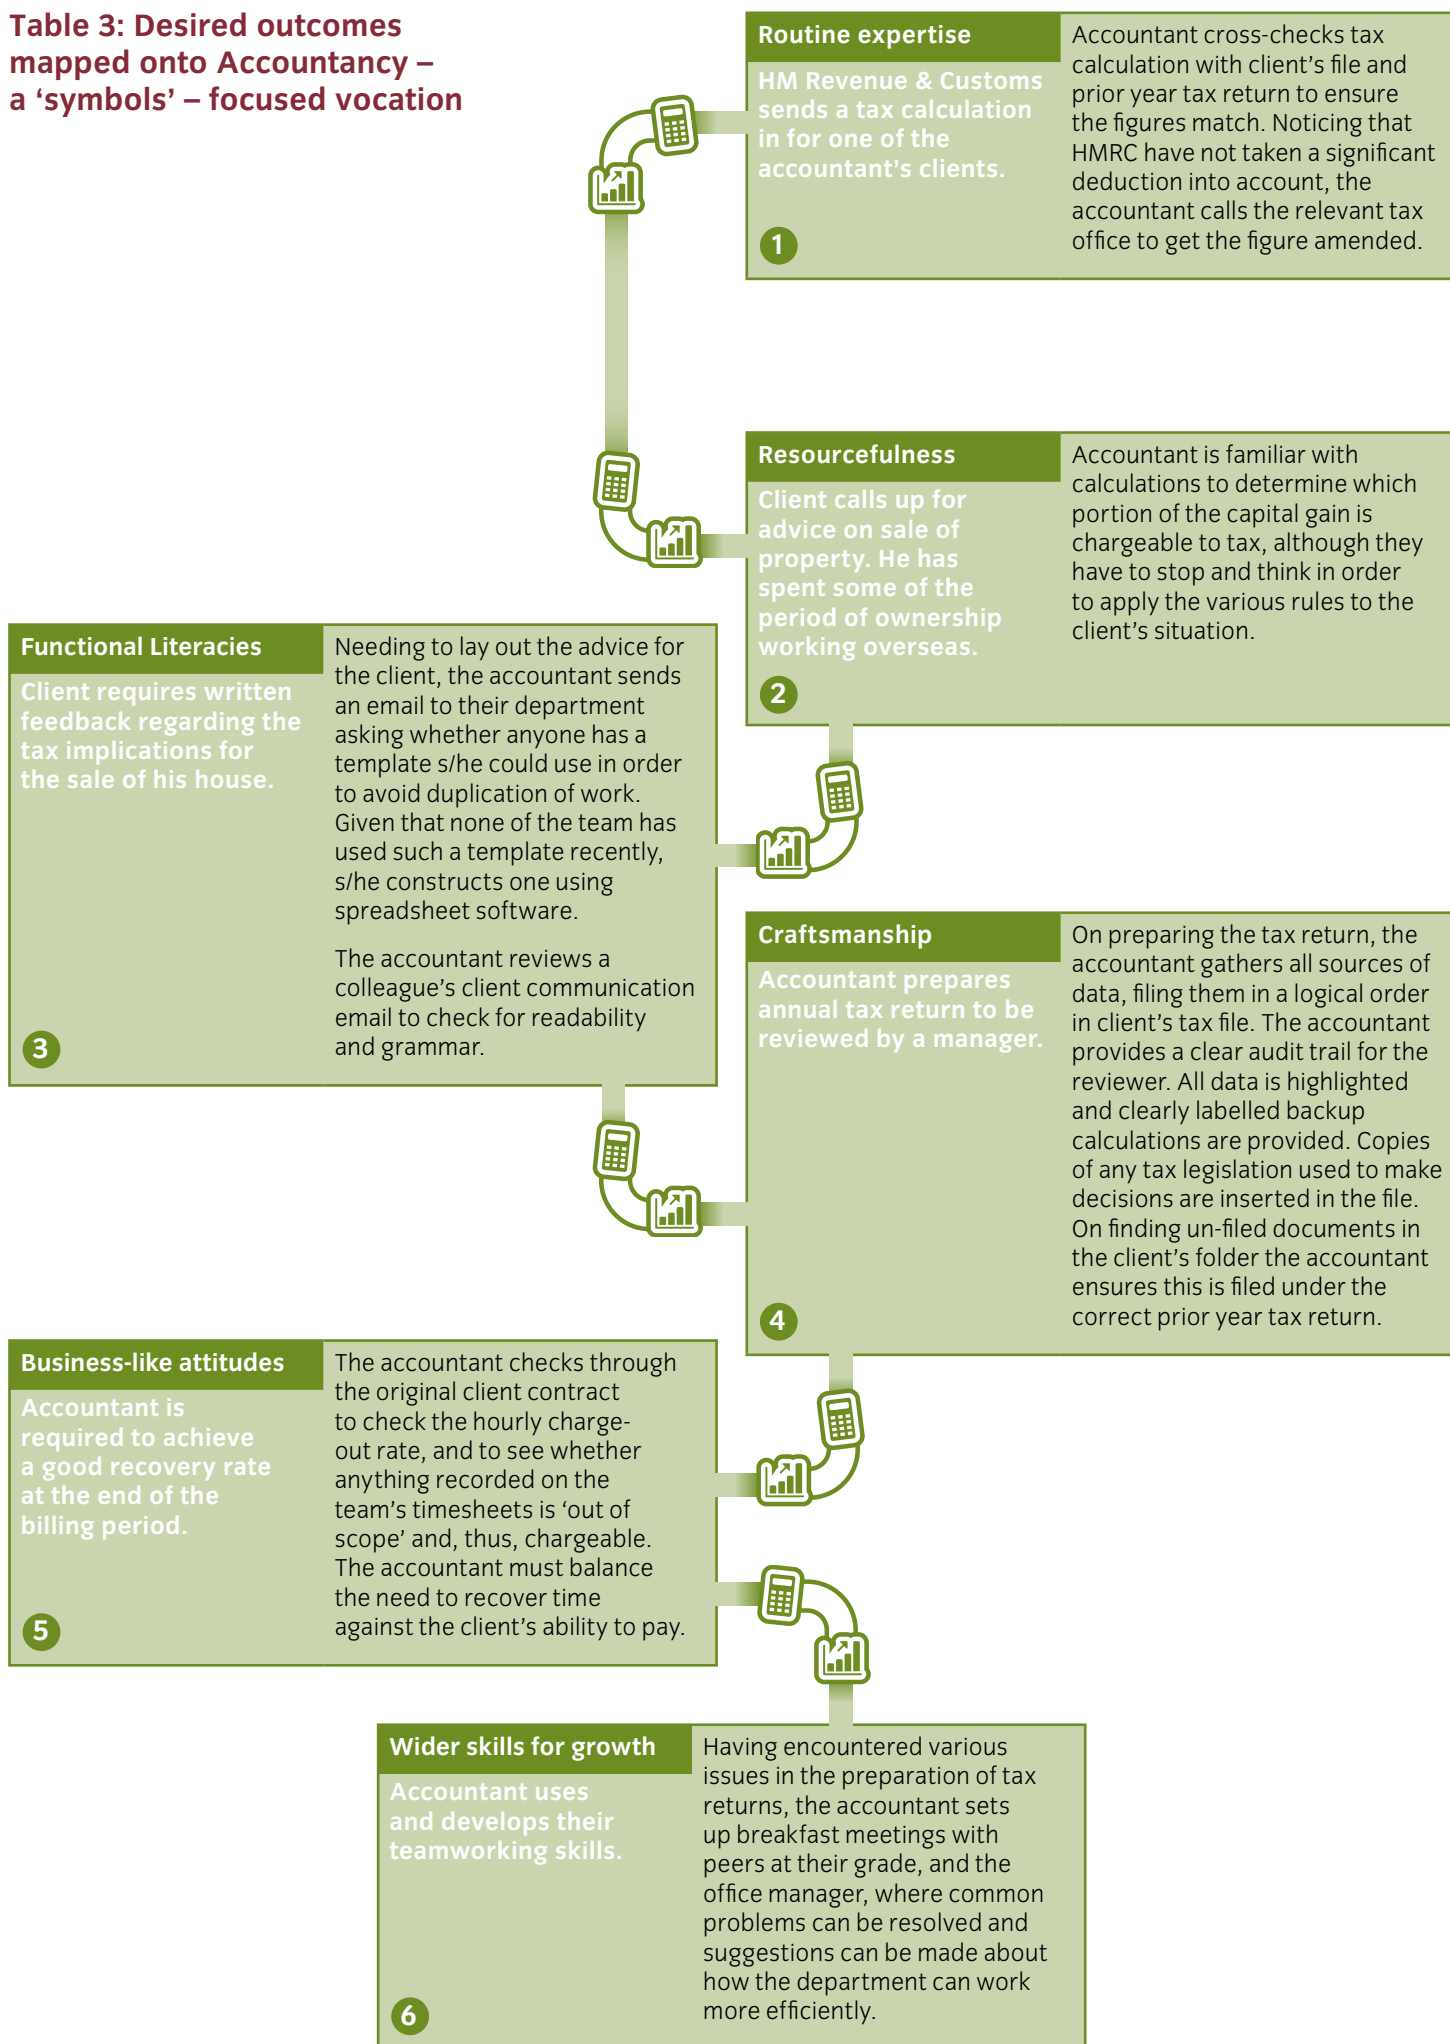 Table 3: Desired outcomes
mapped onto Accountancy –
a ‘symbols’ – focused vocation
Routine expertise
HM Revenue & Customs
sends a tax calculation
in for one of the
accountant’s clients.
1
Accountant cross-checks tax
calculation with client’s file and
prior year tax return to ensure
the figures match. Noticing that
HMRC have not taken a significant
deduction into account, the
accountant calls the relevant tax
office to get the figure amended.
Resourcefulness
Client calls up for
advice on sale of
property. He has
spent some of the
period of ownership
working overseas.
2
Accountant is familiar with
calculations to determine which
portion of the capital gain is
chargeable to tax, although they
have to stop and think in order
to apply the various rules to the
client’s situation.
Functional Literacies
Client requires written
feedback regarding the
tax implications for
the sale of his house.
3
Needing to lay out the advice for
the client, the accountant sends
an email to their department
asking whether anyone has a
template s/he could use in order
to avoid duplication of work.
Given that none of the team has
used such a template recently,
s/he constructs one using
spreadsheet software.
The accountant reviews a
colleague’s client communication
email to check for readability
and grammar.
Craftsmanship
Accountant prepares
annual tax return to be
reviewed by a manager.
4
On preparing the tax return, the
accountant gathers all sources of
data, filing them in a logical order
in client’s tax file. The accountant
provides a clear audit trail for the
reviewer. All data is highlighted
and clearly labelled backup
calculations are provided. Copies
of any tax legislation used to make
decisions are inserted in the file.
On finding un-filed documents in
the client’s folder the accountant
ensures this is filed under the
correct prior year tax return.
Business-like attitudes
Accountant is
required to achieve
a good recovery rate
at the end of the
billing period.
5
The accountant checks through
the original client contract
to check the hourly charge-
out rate, and to see whether
anything recorded on the
team’s timesheets is ‘out of
scope’ and, thus, chargeable.
The accountant must balance
the need to recover time
against the client’s ability to pay.
Wider skills for growth
Accountant uses
and develops their
teamworking skills.
6
Having encountered various
issues in the preparation of tax
returns, the accountant sets
up breakfast meetings with
peers at their grade, and the
office manager, where common
problems can be resolved and
suggestions can be made about
how the department can work
more efficiently.